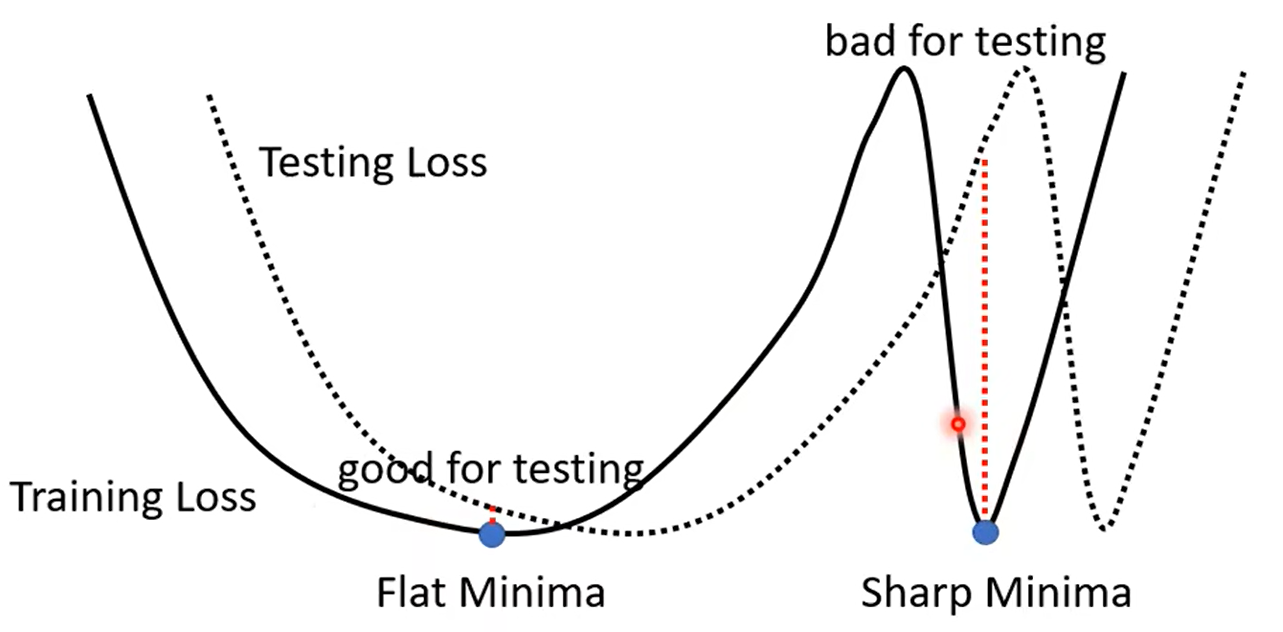 bad for testing
Testing Loss
good for testing
Training Loss
Flat Minima
Sharp Minima